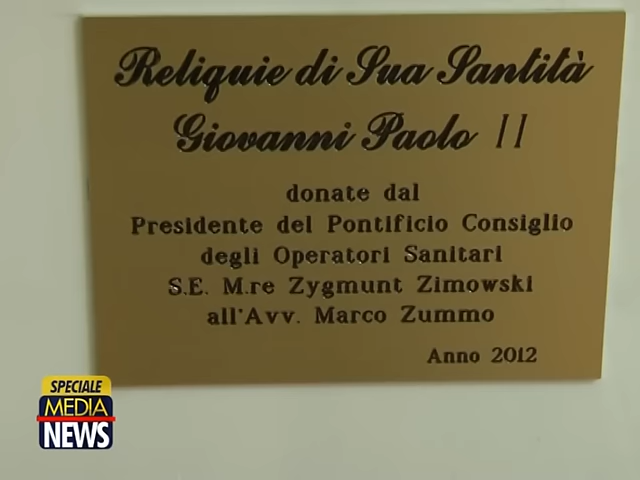 Reliquie di Sua Santità
Giovanni Paolo II
donate dal
Presidente del Pontificio Consiglio
degli Operatori Sanitari
S.E. M.re Zygmunt Zimowski
all'Avv. Marco Zummo
Anno 2012
SPECIALE
MEDIA
NEWS